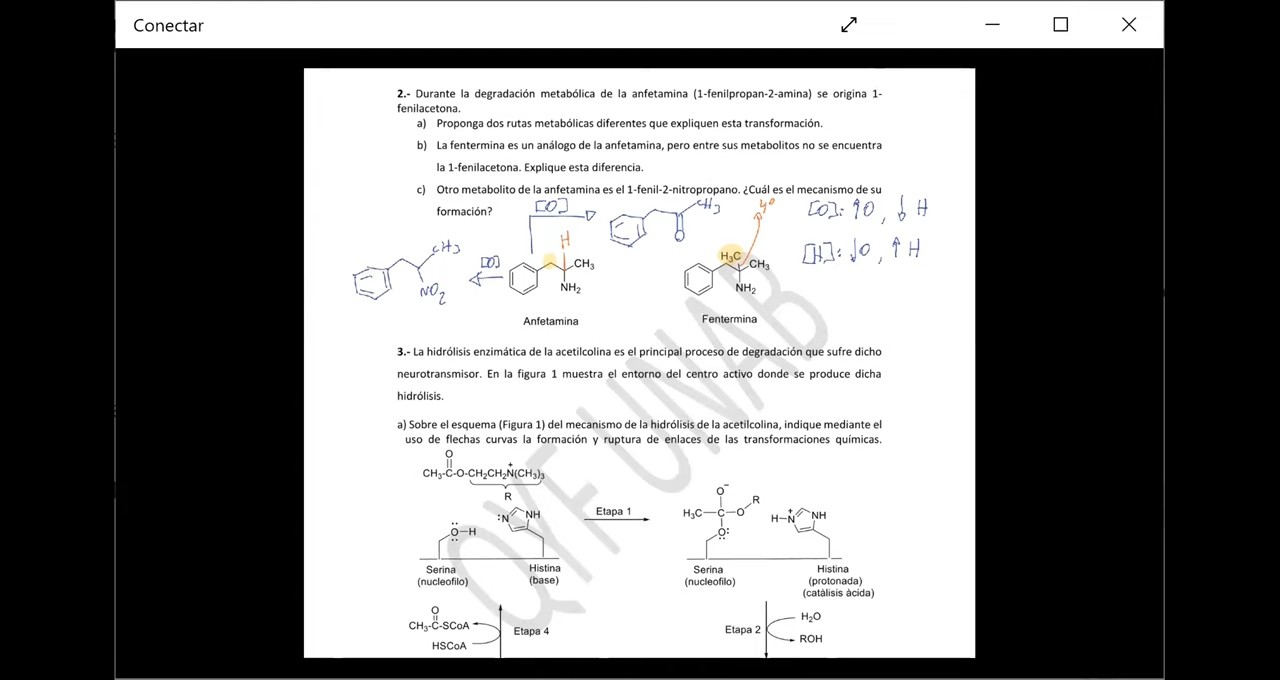 Conectar
2.- Durante la degradación metabólica de la anfetamina (1-fenilpropan-2-amina) se origina 1-
fenilacetona.
a) Proponga dos rutas metabólicas diferentes que expliquen esta transformación.
b) La fentermina es un análogo de la anfetamina, pero entre sus metabolitos no se encuentra
la 1-fenilacetona. Explique esta diferencia.
c) Otro metabolito de la anfetamina es el 1-fenil-2-nitropropano. ¿Cuál es el mecanismo de su
formación?
[O]
CH3
4º
[O]: ↑O, ↓H
[H]: ↓O, ↑H
CH3
NO2
[O]
H
CH3
NH2
H3C
CH3
NH2
Anfetamina
Fentermina
3.- La hidrólisis enzimática de la acetilcolina es el principal proceso de degradación que sufre dicho
neurotransmisor. En la figura 1 muestra el entorno del centro activo donde se produce dicha
hidrólisis.
a) Sobre el esquema (Figura 1) del mecanismo de la hidrólisis de la acetilcolina, indique mediante el
uso de flechas curvas la formación y ruptura de enlaces de las transformaciones químicas.
O
CH3-C-O-CH2CH2N(CH3)3
+
R
:N NH
O-H
Etapa 1
O-
H3C-C-O R
O:
H-N NH
+
Serina
(nucleofilo)
Histina
(base)
Serina
(nucleofilo)
Histina
(protonada)
(catàlisis àcida)
O
CH3-C-SCoA
HSCoA
Etapa 4
Etapa 2
H2O
ROH
QYF UNAB